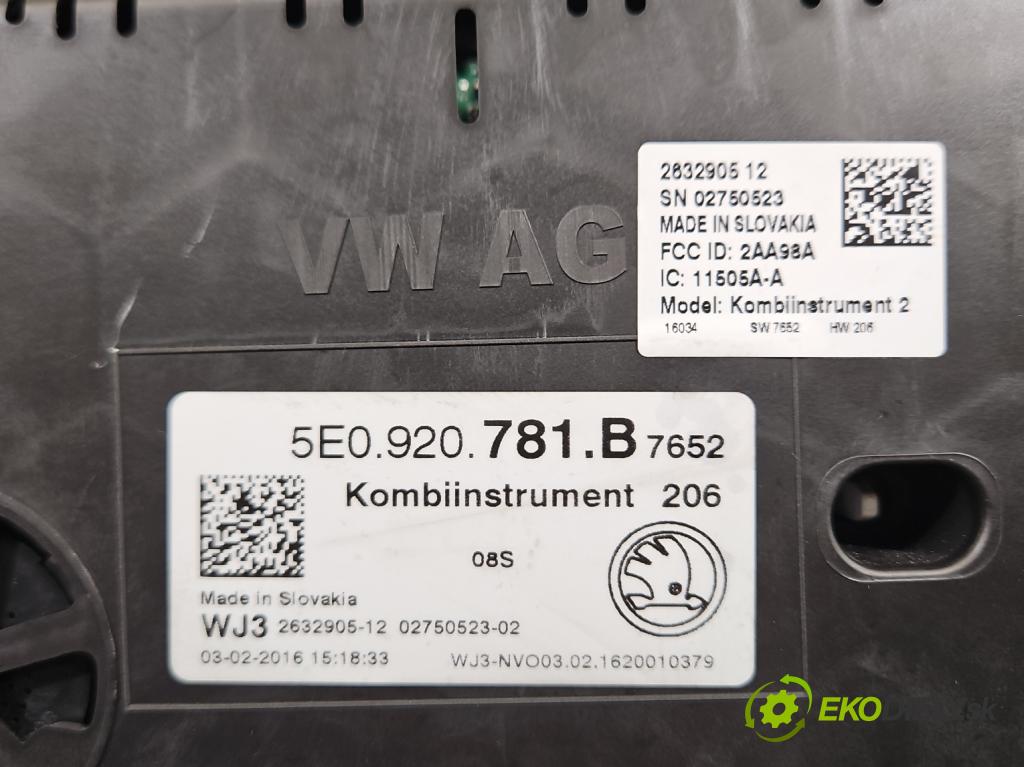 VW AG
2632905 12
SN 02750523
MADE IN SLOVAKIA
FCC ID: 2AA98A
IC: 11505A-A
Model: Kombiinstrument 2
16034 SW 7652 HW 206
5E0.920.781.B 7652
Kombiinstrument 206
08S
Made in Slovakia
WJ3 2632905-12 02750523-02
03-02-2016 15:18:33 WJ3-NVO03.02.1620010379